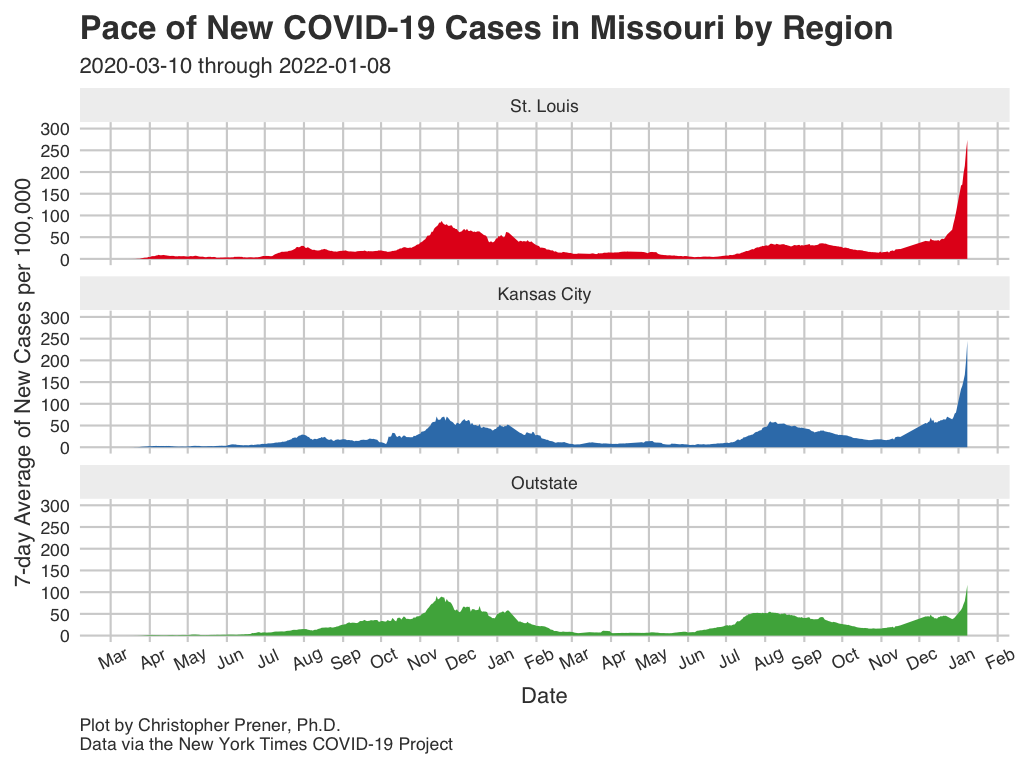 Pace of New COVID-19 Cases in Missouri by Region
2020-03-10 through 2022-01-08
7-day Average of New Cases per 100,000
St. Louis
300
250
200
150
100
50
0
Kansas City
300
250
200
150
100
50
0
Outstate
300
250
200
150
100
50
0
Mar Apr May Jun Jul Aug Sep Oct Nov Dec Jan Feb Mar Apr May Jun Jul Aug Sep Oct Nov Dec Jan Feb
Date
Plot by Christopher Prener, Ph.D.
Data via the New York Times COVID-19 Project